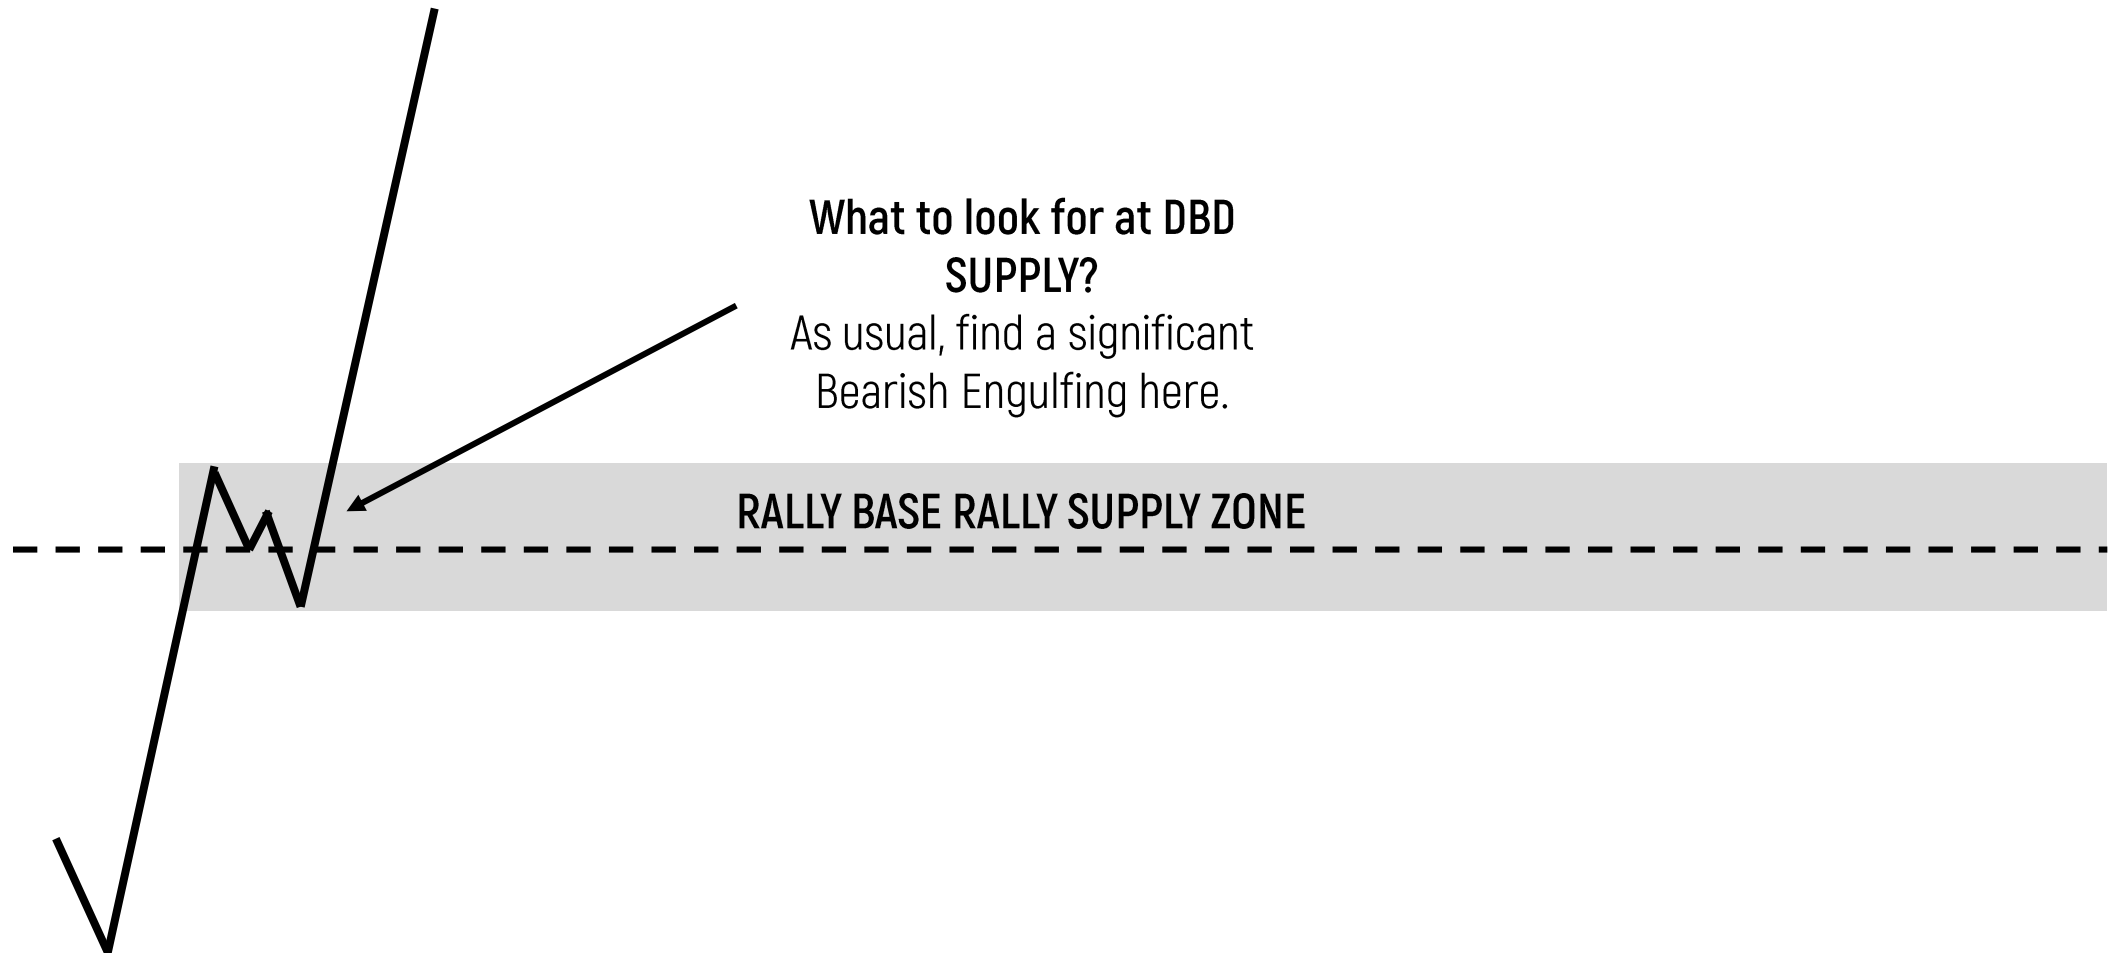 What to look for at DBD
SUPPLY?
As usual, find a significant
Bearish Engulfing here.
RALLY BASE RALLY SUPPLY ZONE